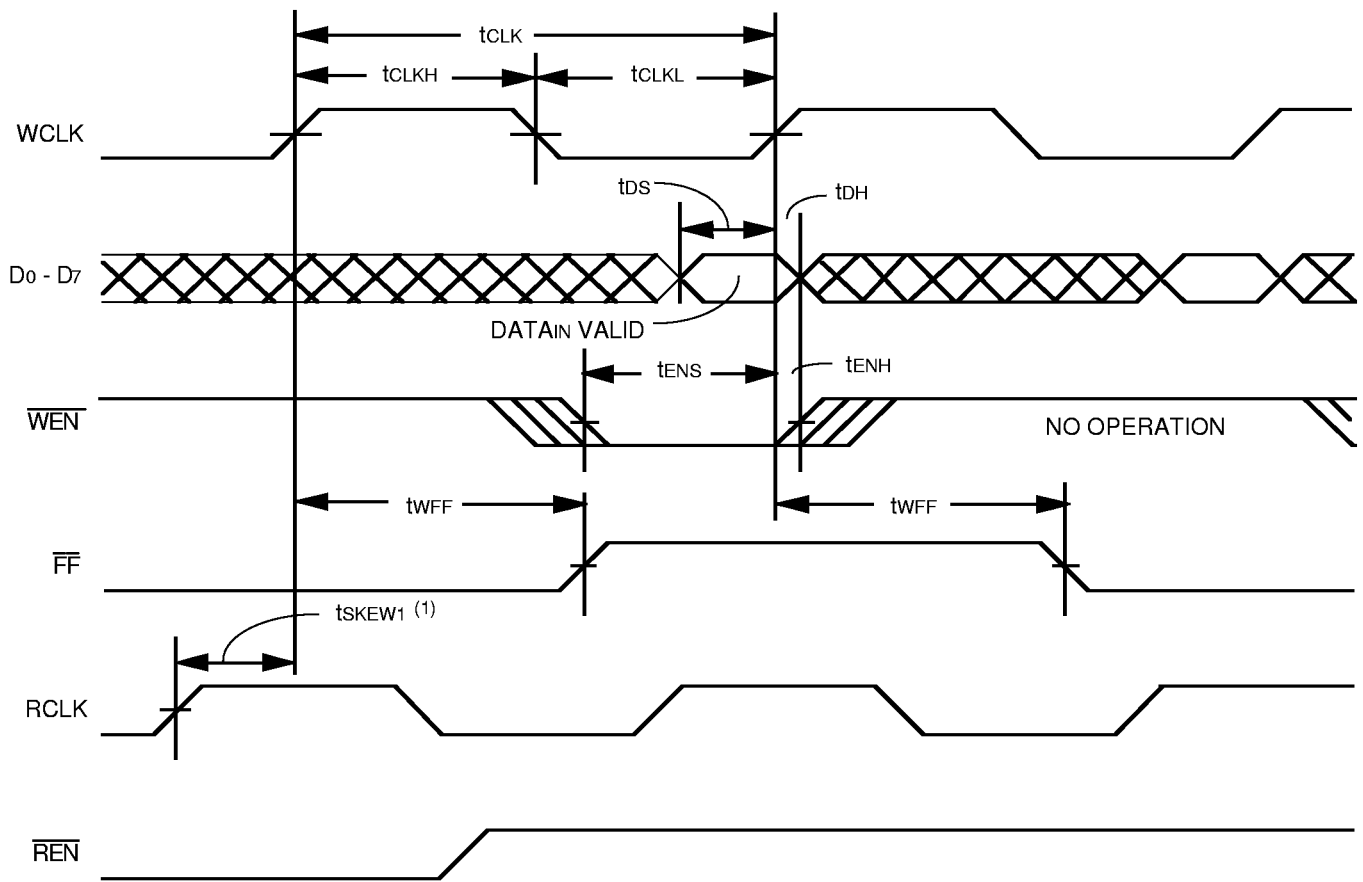 tCLK
tCLKH tCLKL
WCLK
tDS tDH
D0 - D7
DATAIN VALID
tENS tENH
WEN NO OPERATION
tWFF tWFF
FF
tSKEW1 (1)
RCLK
REN